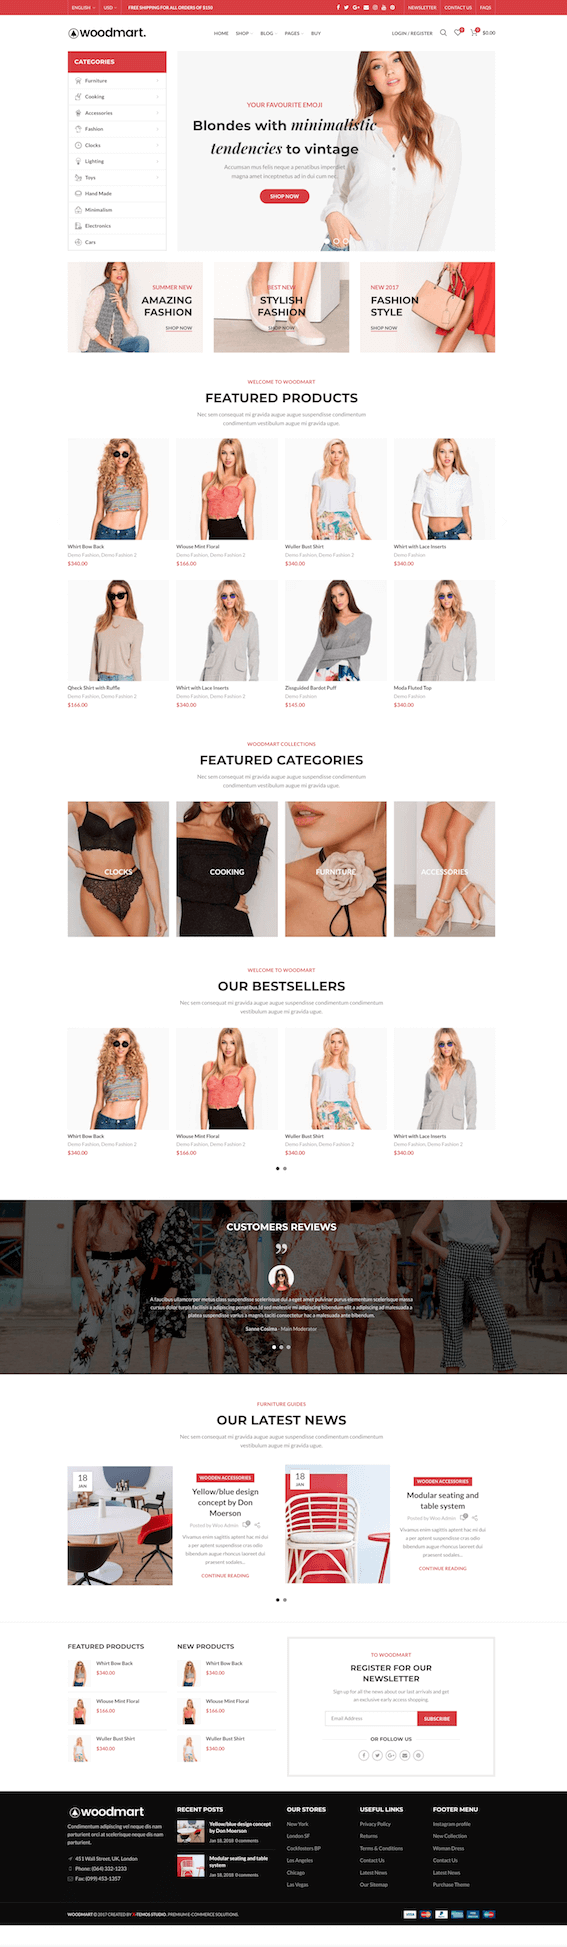 ENGLISH USD FREE SHIPPING FOR ALL ORDERS OF $150 NEWSLETTER CONTACT US FAQS
woodmart. HOME SHOP BLOG PAGES BUY LOGIN / REGISTER 0 0 $0.00
CATEGORIES
Furniture
Cooking
Accessories
Fashion
Clocks
Lighting
Toys
Hand Made
Minimalism
Electronics
Cars
YOUR FAVOURITE EMOJI
Blondes with minimalistic
tendencies to vintage
Accumsan mus felis neque a penatibus imperdiet
magna amet inceptnetus ad in dui cum nec.
SHOP NOW
SUMMER NEW
AMAZING
FASHION
SHOP NOW
BEST NEW
STYLISH
FASHION
SHOP NOW
NEW 2017
FASHION
STYLE
SHOP NOW
WELCOME TO WOODMART
FEATURED PRODUCTS
Nec sem consequat mi gravida augue augue suspendisse condimentum
condimentum vestibulum augue mi gravida ugue.
Whirt Bow Back Wlouse Mint Floral Wuller Bust Shirt Whirt with Lace Inserts
Demo Fashion, Demo Fashion 2 Demo Fashion, Demo Fashion 2 Demo Fashion, Demo Fashion 2 Demo Fashion
$340.00 $166.00 $340.00 $340.00
Qheck Shirt with Ruffle Whirt with Lace Inserts Zisoguided Bardot Puff Moda Fluted Top
Demo Fashion, Demo Fashion 2 Demo Fashion, Demo Fashion 2 Demo Fashion Demo Fashion
$166.00 $340.00 $145.00 $340.00
WOODMART COLLECTIONS
FEATURED CATEGORIES
Nec sem consequat mi gravida augue augue suspendisse condimentum
condimentum vestibulum augue mi gravida ugue.
CLOCKS COOKING FURNITURE ACCESSORIES
WELCOME TO WOODMART
OUR BESTSELLERS
Nec sem consequat mi gravida augue augue suspendisse condimentum condimentum
vestibulum augue mi gravida ugue.
Whirt Bow Back Wlouse Mint Floral Wuller Bust Shirt Whirt with Lace Inserts
Demo Fashion, Demo Fashion 2 Demo Fashion, Demo Fashion 2 Demo Fashion, Demo Fashion 2 Demo Fashion, Demo Fashion 2
$340.00 $166.00 $340.00 $340.00
CUSTOMERS REVIEWS
A faucibus ullamcorper metus class suspendisse scelerisque dui a eget amet pulvinar purus elementum scelerisque massa
cursus dolor turpis facilisis a adipiscing penatibus.Id sed molestie mi adipiscing bibendum elit a adipiscing ad malesuada a
platea suspendisse varius a magnis taciti consectetur hac a malesuada ante bibendum.
Sanne Cosima - Main Moderator
FURNITURE GUIDES
OUR LATEST NEWS
Nec sem consequat mi gravida augue augue suspendisse condimentum condimentum
vestibulum augue mi gravida ugue.
18
JAN
WOODEN ACCESSORIES
Yellow/blue design
concept by Don
Moerson
Posted by Woo Admin
Vivamus enim sagittis aptent hac mi dui
a per aptent suspendisse cras odio
bibendum augue rhoncus laoreet dui
praesent sodales...
CONTINUE READING
18
JAN
WOODEN ACCESSORIES
Modular seating and
table system
Posted by Woo Admin
Vivamus enim sagittis aptent hac mi dui
a per aptent suspendisse cras odio
bibendum augue rhoncus laoreet dui
praesent sodales...
CONTINUE READING
FEATURED PRODUCTS
Whirt Bow Back
$340.00
Wlouse Mint Floral
$166.00
Wuller Bust Shirt
$340.00
NEW PRODUCTS
Whirt Bow Back
$340.00
Wlouse Mint Floral
$166.00
Wuller Bust Shirt
$340.00
TO WOODMART
REGISTER FOR OUR
NEWSLETTER
Sign up for all the news about our last arrivals and get
an exclusive early access shopping.
Email Address SUBSCRIBE
OR FOLLOW US
woodmart
Condimentum adipiscing vel neque dis nam
parturient orci at scelerisque neque dis nam
parturient.
451 Wall Street, UK, London
Phone: (064) 332-1233
Fax: (099) 453-1357
RECENT POSTS
Yellow/blue design concept
by Don Moerson
Jan 18, 2018 0 comments
Modular seating and table
system
Jan 18, 2018 0 comments
OUR STORES
New York
London SF
Cockfosters BP
Los Angeles
Chicago
Las Vegas
USEFUL LINKS
Privacy Policy
Returns
Terms & Conditions
Contact Us
Latest News
Our Sitemap
FOOTER MENU
Instagram profile
New Collection
Woman Dress
Contact Us
Latest News
Purchase Theme
WOODMART © 2017 CREATED BY XTEMOS STUDIO. PREMIUM E-COMMERCE SOLUTIONS. VISA PayPal